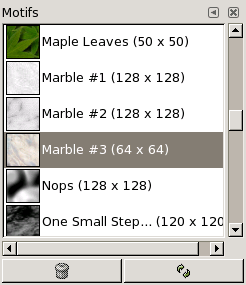 Motifs
Maple Leaves (50 x 50)
Marble #1 (128 x 128)
Marble #2 (128 x 128)
Marble #3 (64 x 64)
Nops (128 x 128)
One Small Step... (120 x 120